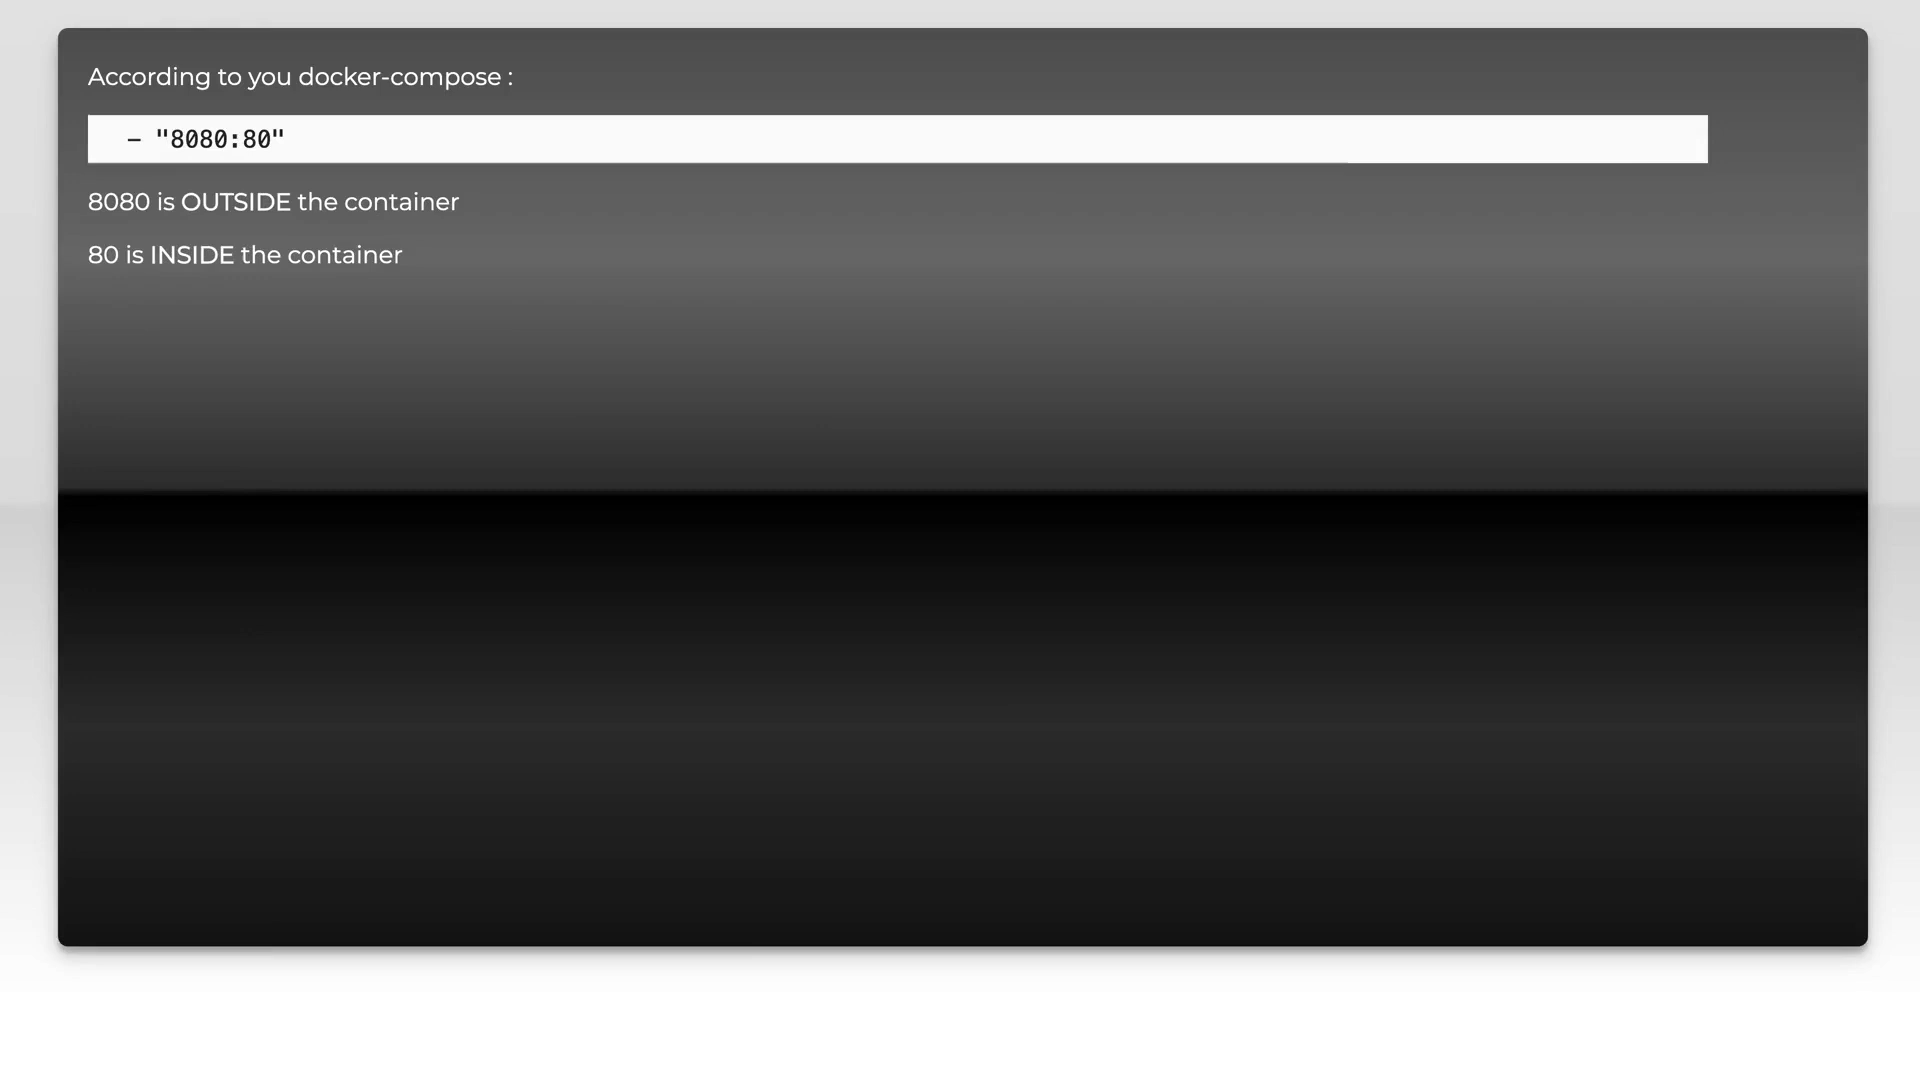 According to you docker-compose :
– "8080:80"
8080 is OUTSIDE the container
80 is INSIDE the container